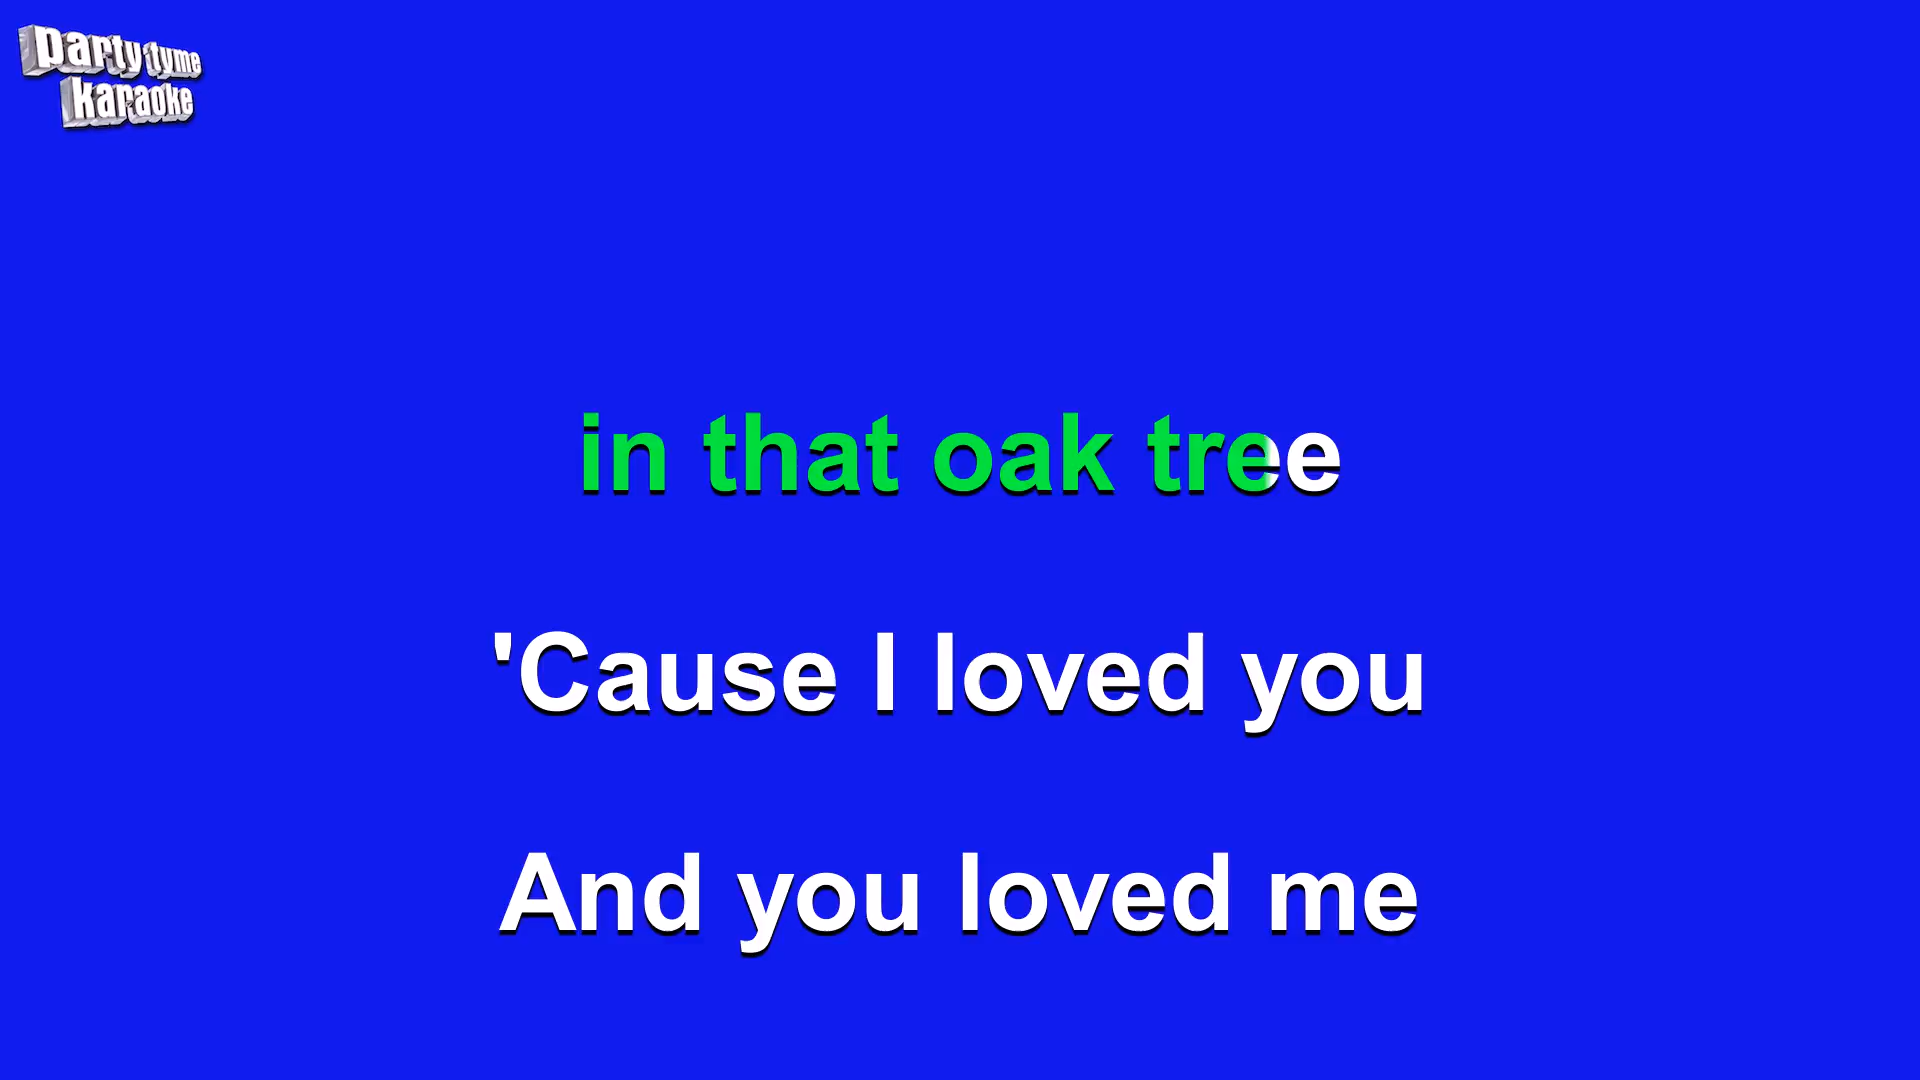 party tyme
karaoke
in that oak tree
'Cause I loved you
And you loved me